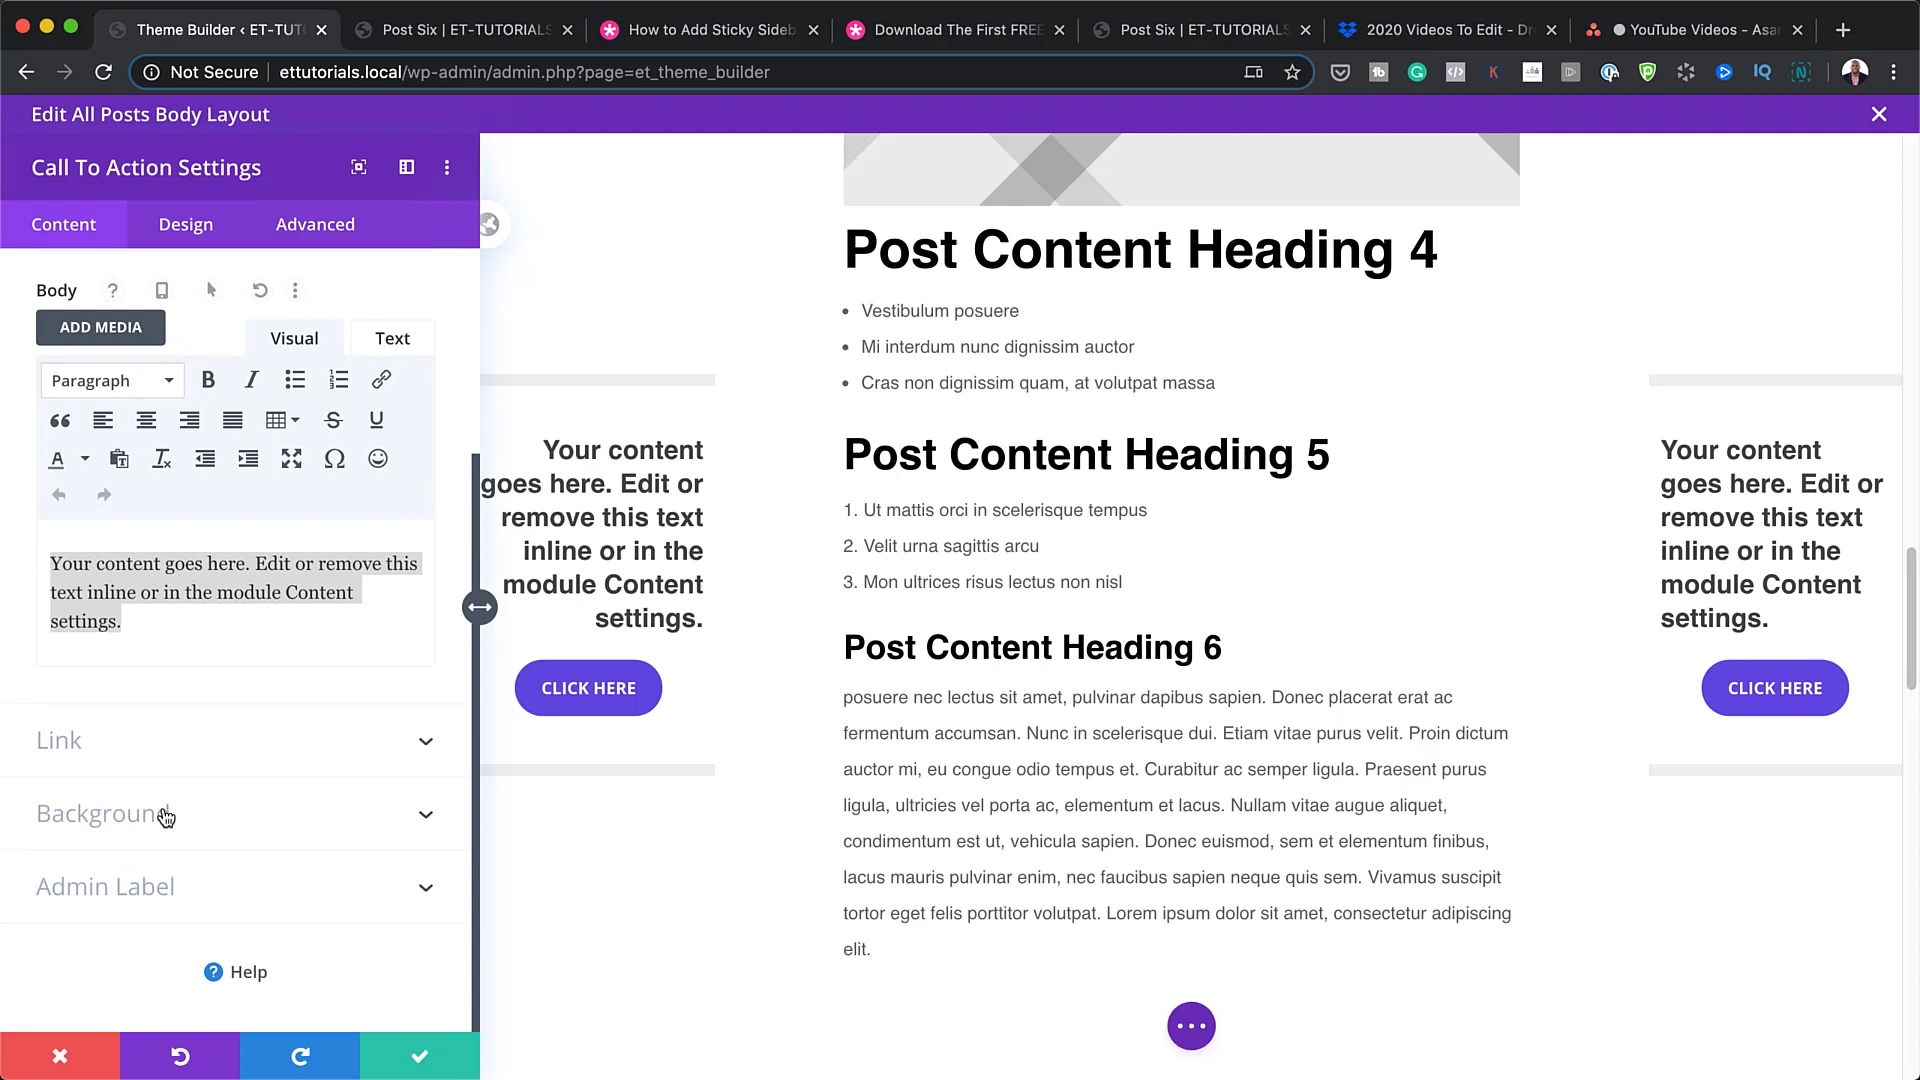 Theme Builder ‹ ET-TUT
Post Six | ET-TUTORIALS
How to Add Sticky Sideb
Download The First FREE
Post Six | ET-TUTORIALS
2020 Videos To Edit - Dr
YouTube Videos - Asan
Not Secure
ettutorials.local/wp-admin/admin.php?page=et_theme_builder
Edit All Posts Body Layout
Call To Action Settings
Content
Design
Advanced
Body
ADD MEDIA
Visual
Text
Paragraph
Your content goes here. Edit or remove this
text inline or in the module Content
settings.
Link
Background
Admin Label
Help
Your content
goes here. Edit or
remove this text
inline or in the
module Content
settings.
CLICK HERE
Post Content Heading 4
• Vestibulum posuere
• Mi interdum nunc dignissim auctor
• Cras non dignissim quam, at volutpat massa
Post Content Heading 5
1. Ut mattis orci in scelerisque tempus
2. Velit urna sagittis arcu
3. Mon ultrices risus lectus non nisl
Post Content Heading 6
posuere nec lectus sit amet, pulvinar dapibus sapien. Donec placerat erat ac
fermentum accumsan. Nunc in scelerisque dui. Etiam vitae purus velit. Proin dictum
auctor mi, eu congue odio tempus et. Curabitur ac semper ligula. Praesent purus
ligula, ultricies vel porta ac, elementum et lacus. Nullam vitae augue aliquet,
condimentum est ut, vehicula sapien. Donec euismod, sem et elementum finibus,
lacus mauris pulvinar enim, nec faucibus sapien neque quis sem. Vivamus suscipit
tortor eget felis porttitor volutpat. Lorem ipsum dolor sit amet, consectetur adipiscing
elit.
Your content
goes here. Edit or
remove this text
inline or in the
module Content
settings.
CLICK HERE